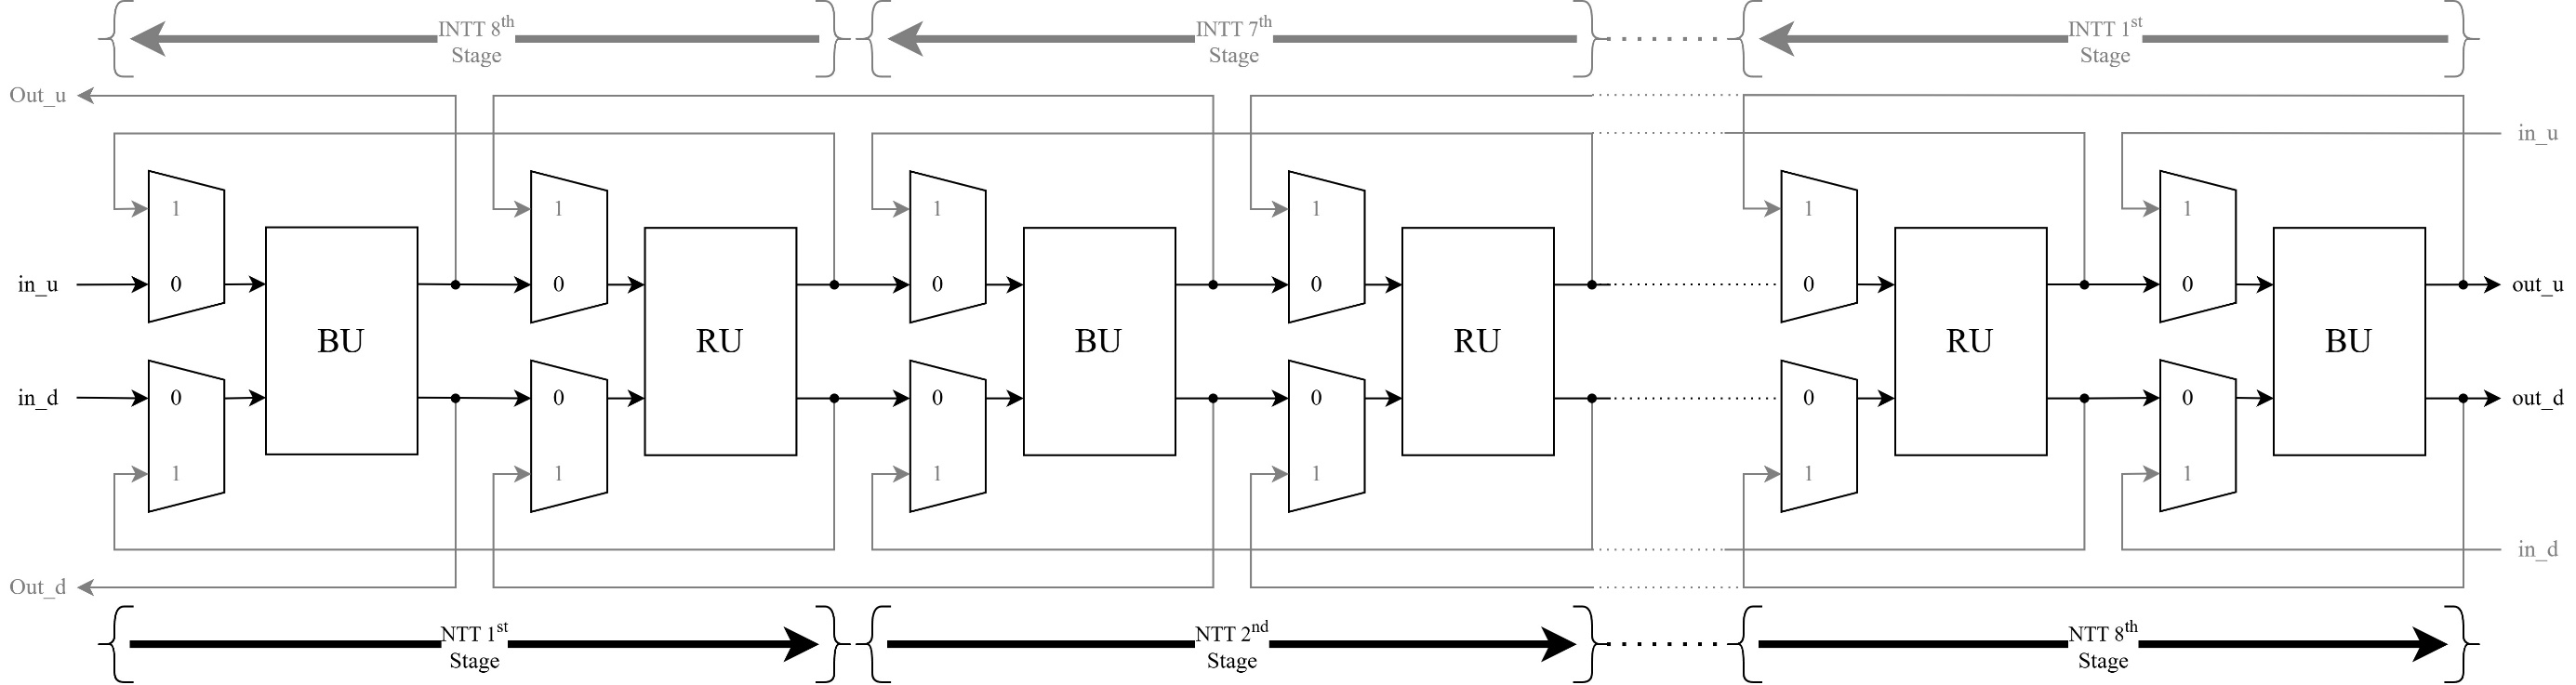 INTT 8th
Stage
INTT 7th
Stage
INTT 1st
Stage
Out_u
in_u
1
1
1
1
1
1
in_u
0
0
0
0
0
0
out_u
BU
RU
BU
RU
RU
BU
in_d
0
0
0
0
0
0
out_d
1
1
1
1
1
1
in_d
Out_d
NTT 1st
Stage
NTT 2nd
Stage
NTT 8th
Stage